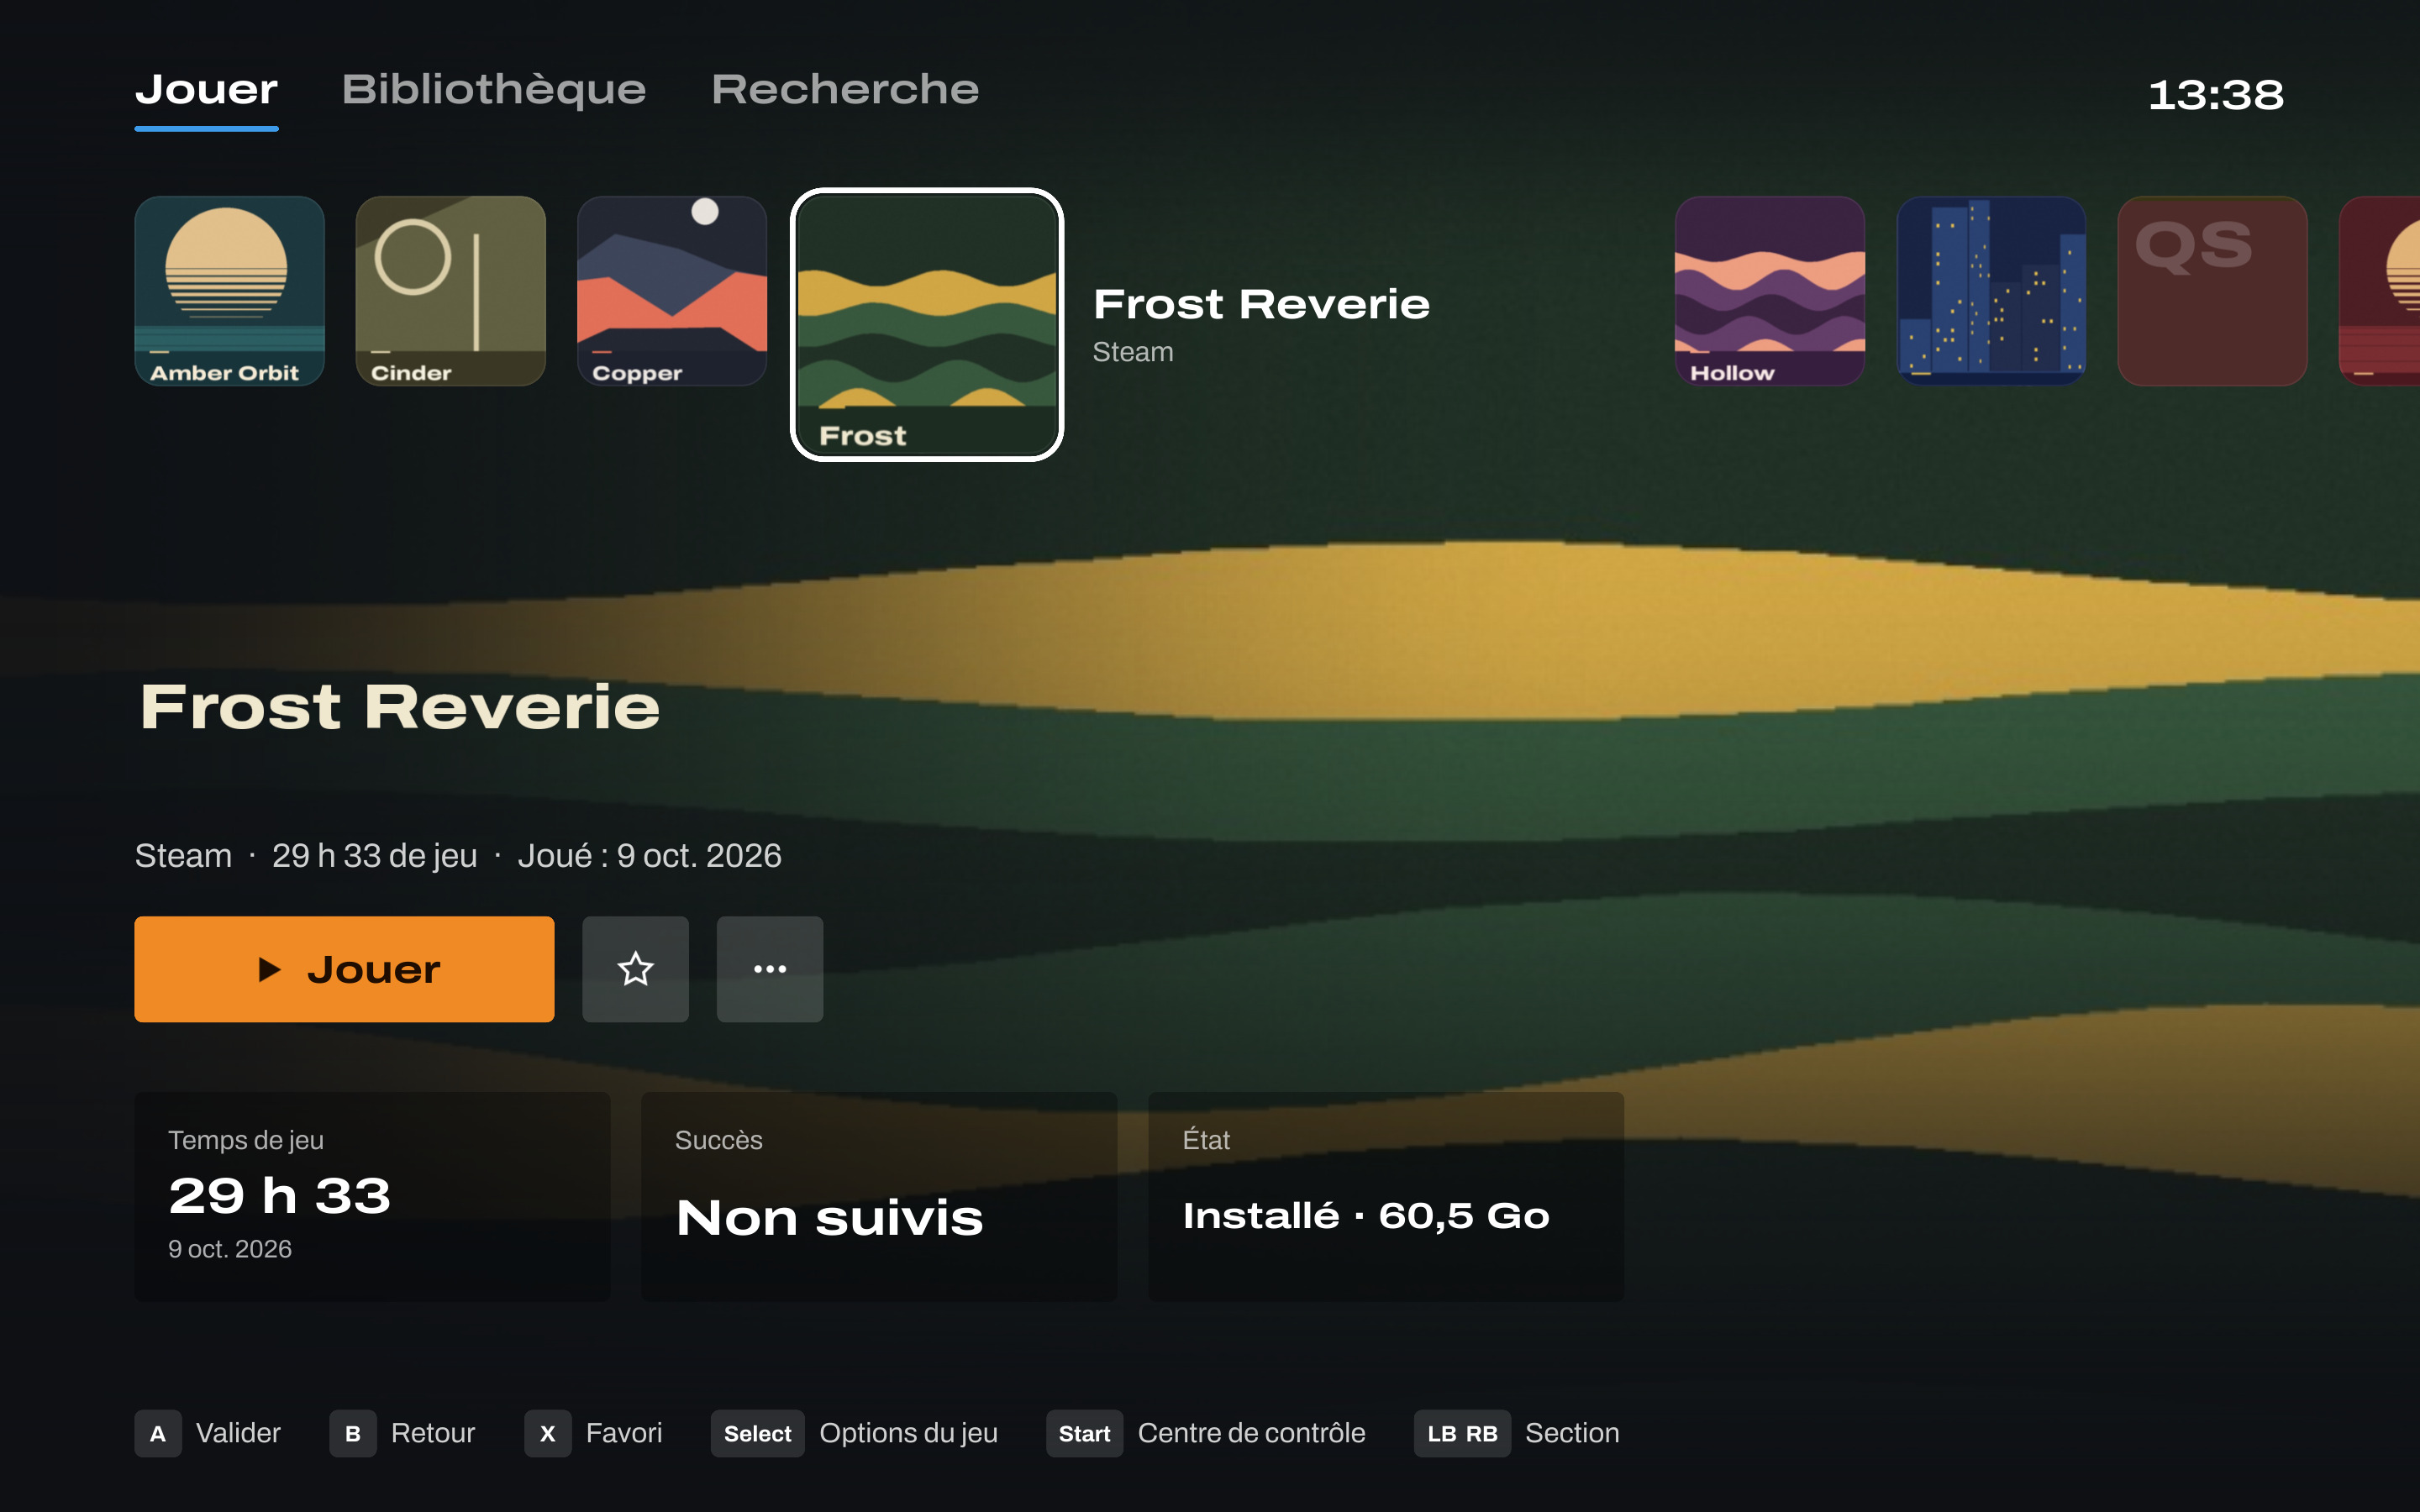 Jouer Bibliothèque Recherche 13:38
Amber Orbit
Cinder
Copper
Frost
Frost Reverie
Steam
Hollow
QS
Frost Reverie
Steam · 29 h 33 de jeu · Joué : 9 oct. 2026
Jouer
Temps de jeu
29 h 33
9 oct. 2026
Succès
Non suivis
État
Installé · 60,5 Go
A Valider B Retour X Favori Select Options du jeu Start Centre de contrôle LB RB Section